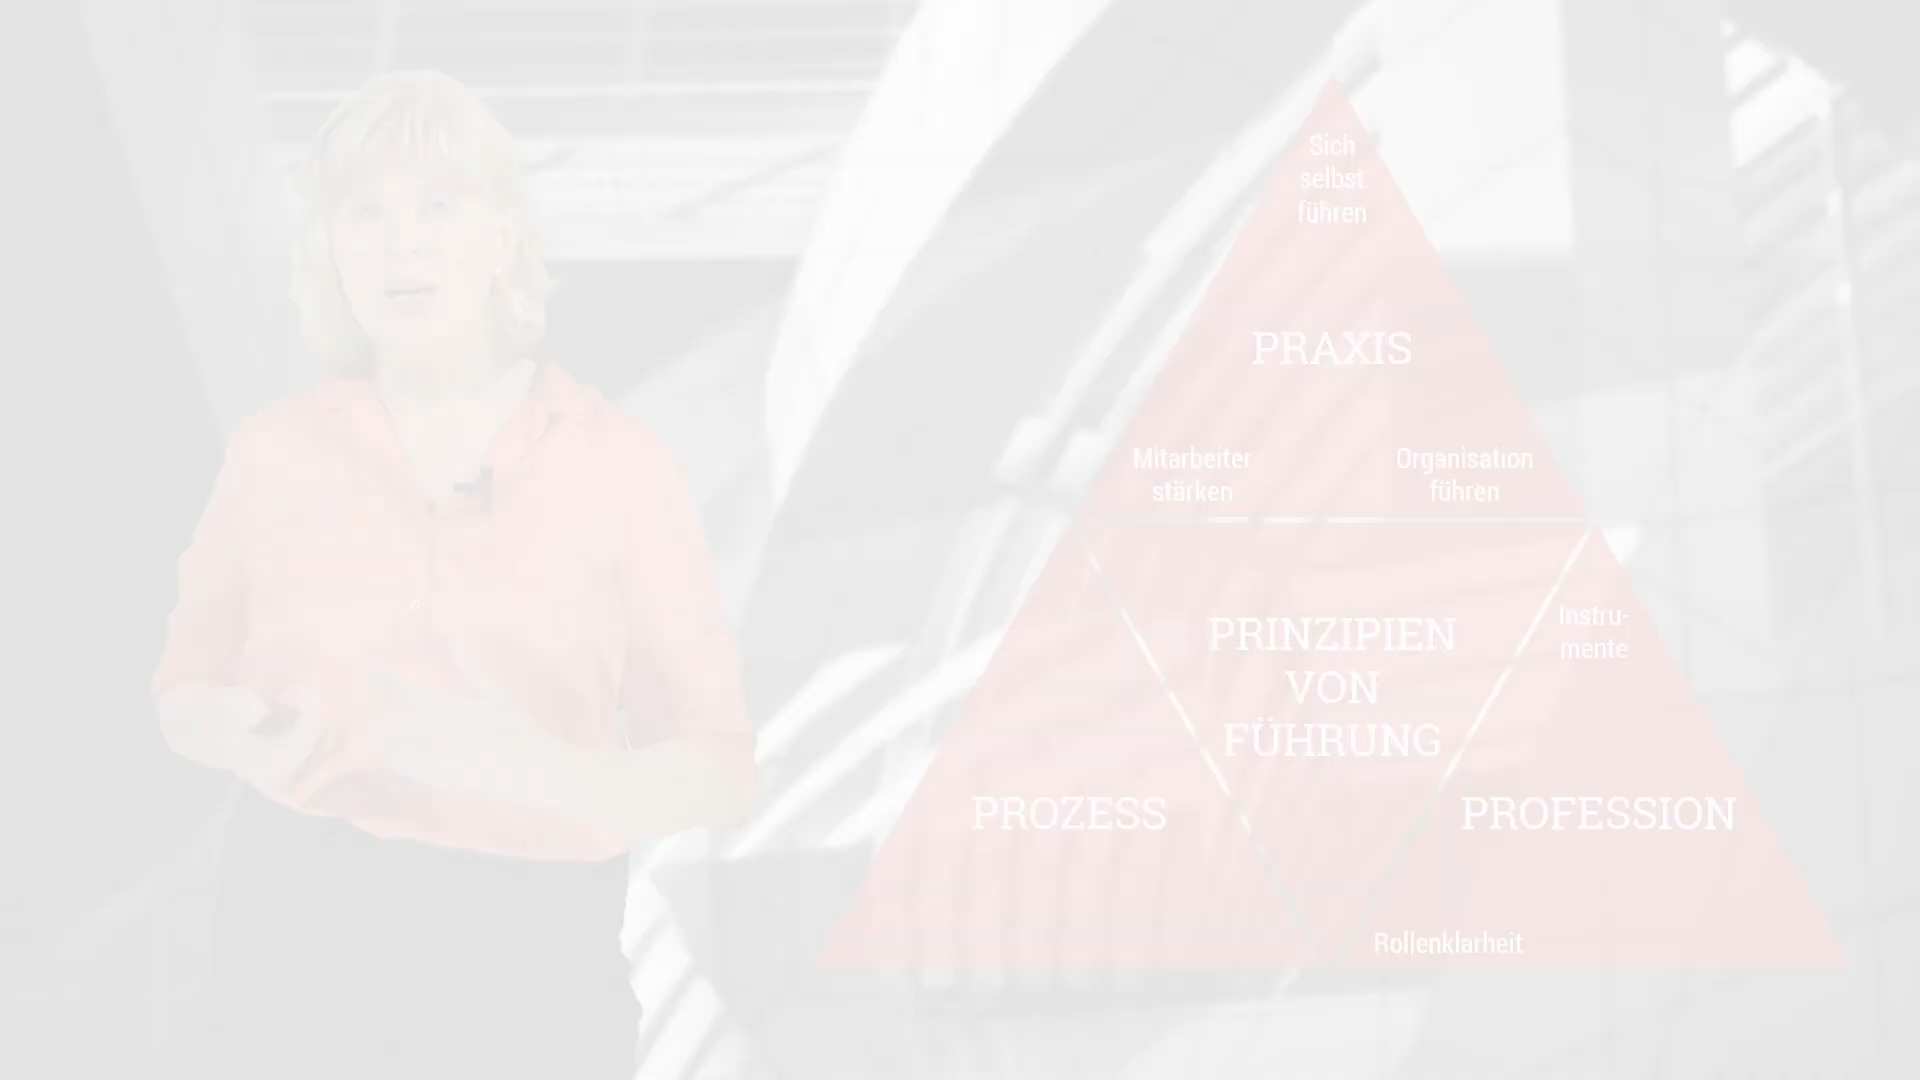 Sich
selbst
führen
PRAXIS
Mitarbeiter
stärken
Organisation
führen
PRINZIPIEN
VON
FÜHRUNG
Instru-
mente
PROZESS
PROFESSION
Rollenklarheit